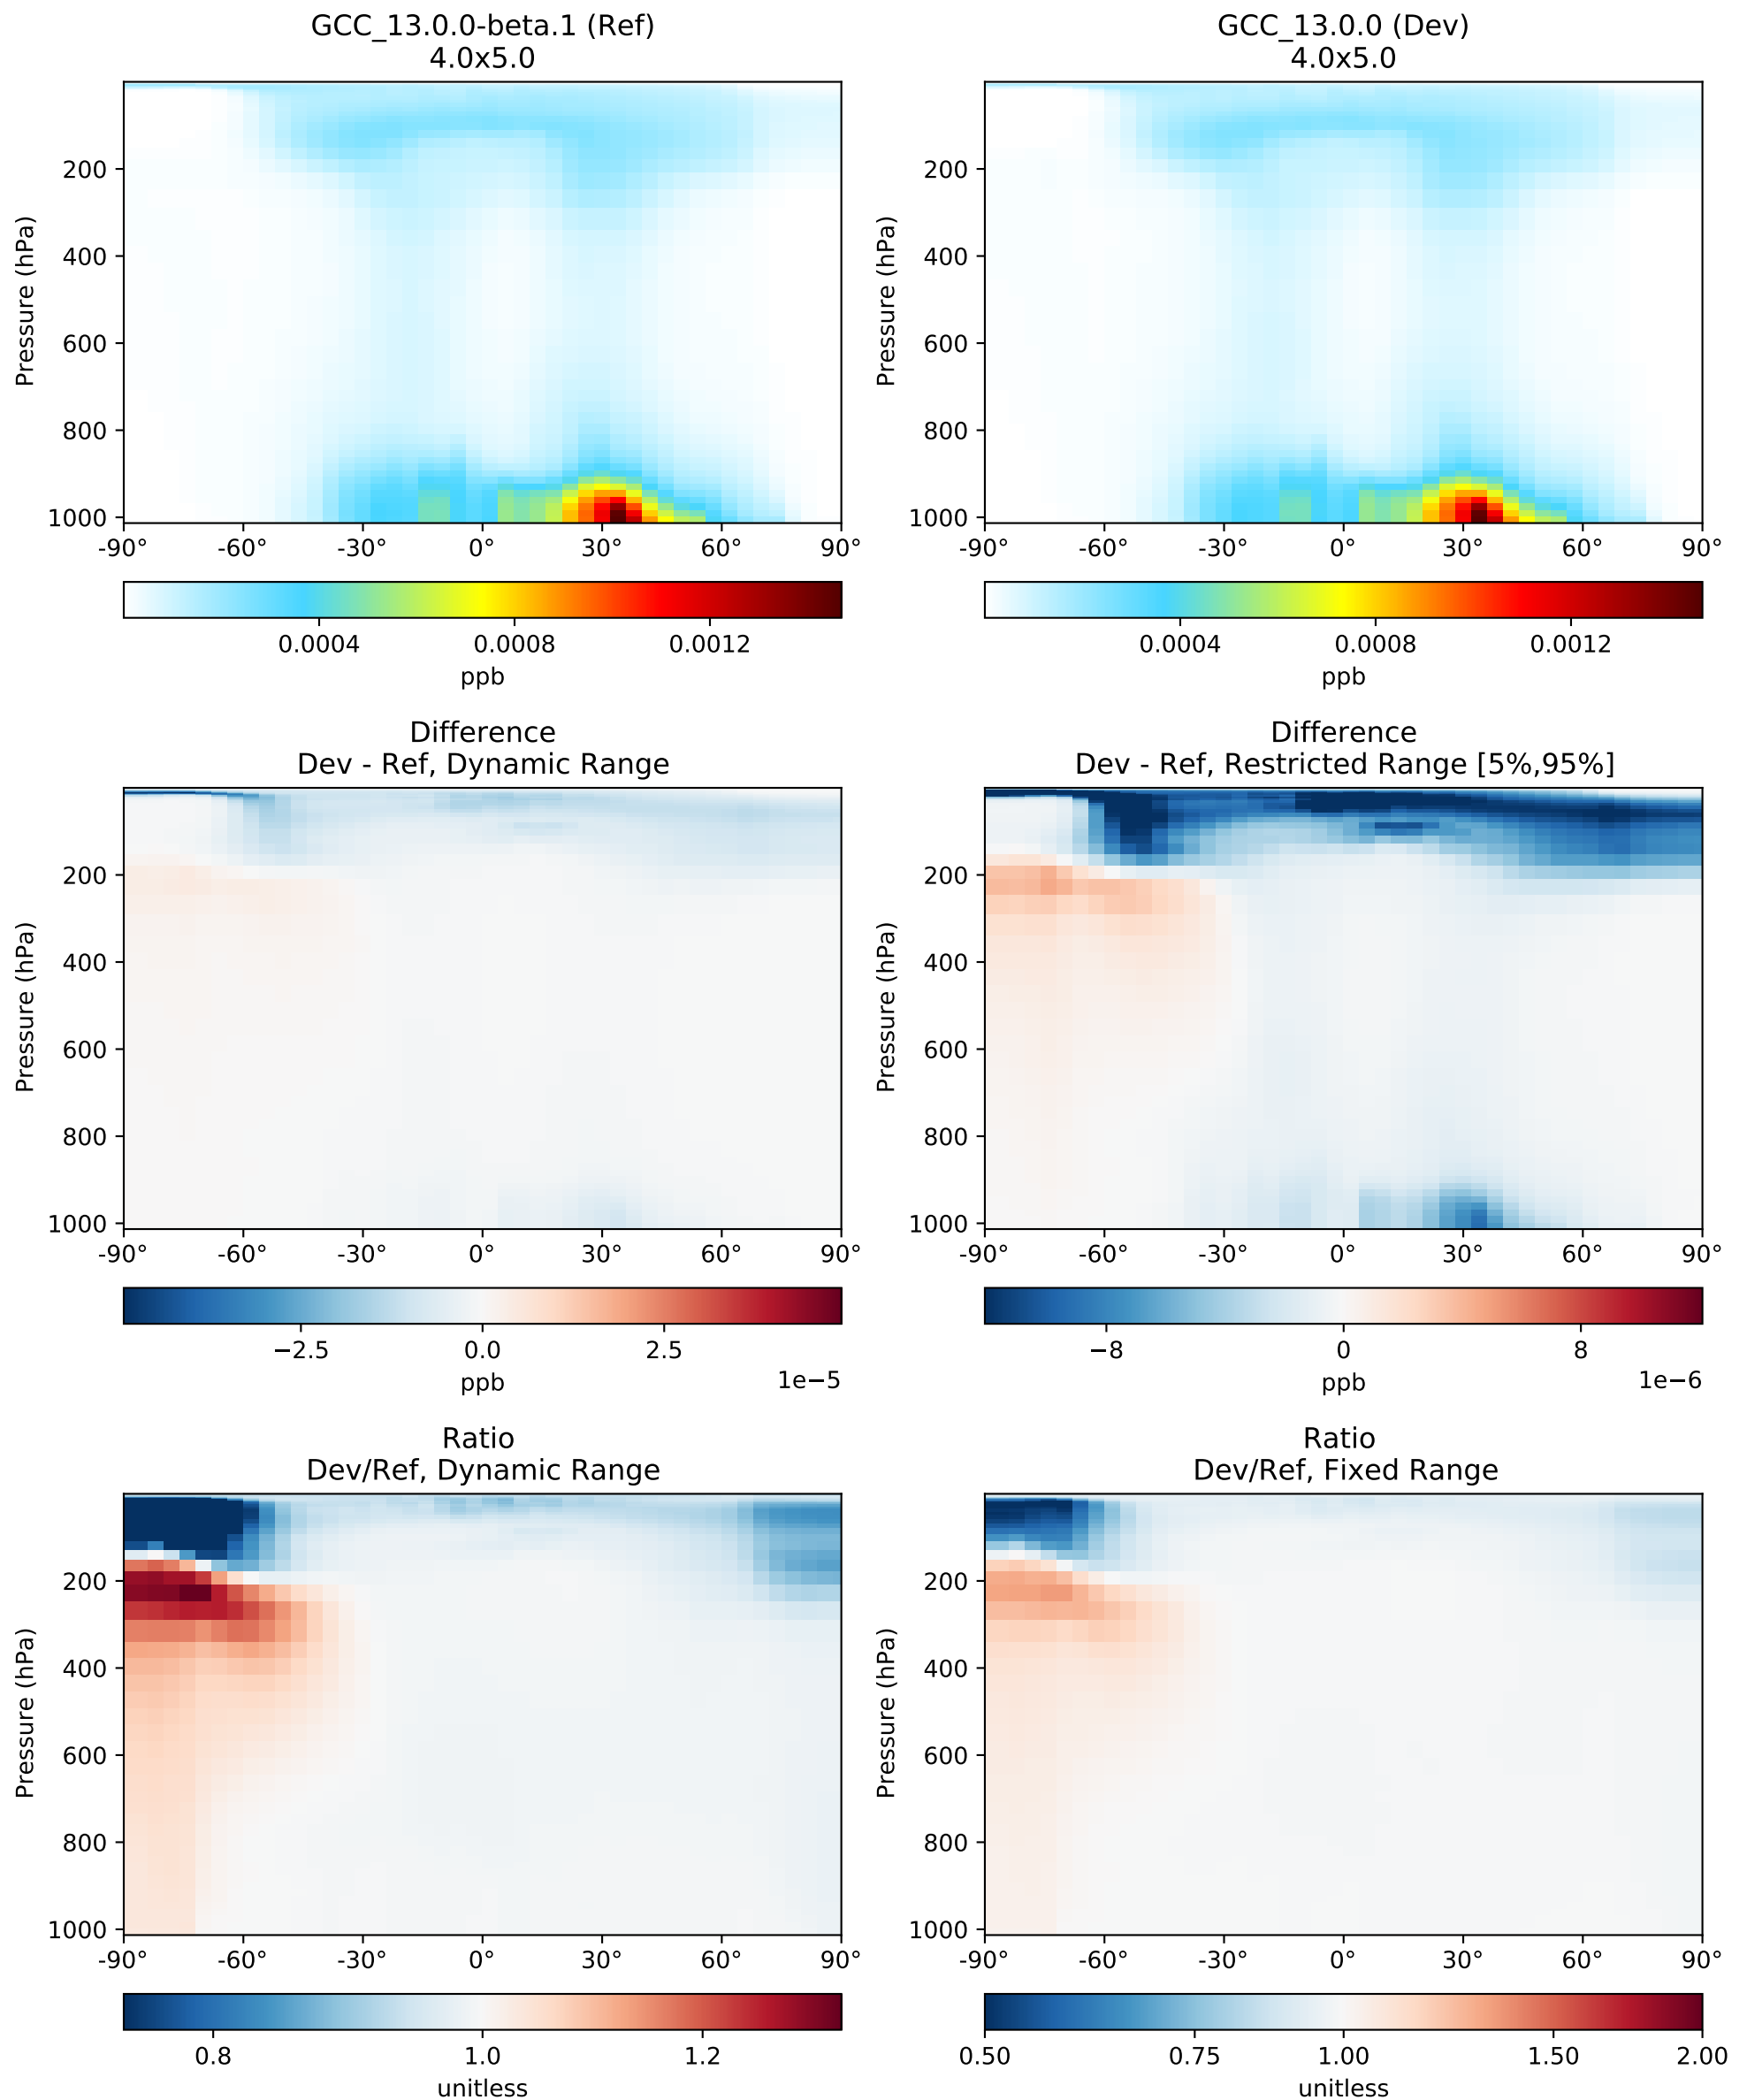 GCC_13.0.0-beta.1 (Ref)
4.0x5.0
Pressure (hPa)
200
400
600
800
1000
-90° -60° -30° 0° 30° 60° 90°
0.0004 0.0008 0.0012
ppb
GCC_13.0.0 (Dev)
4.0x5.0
Pressure (hPa)
200
400
600
800
1000
-90° -60° -30° 0° 30° 60° 90°
0.0004 0.0008 0.0012
ppb
Difference
Dev - Ref, Dynamic Range
Pressure (hPa)
200
400
600
800
1000
-90° -60° -30° 0° 30° 60° 90°
−2.5 0.0 2.5
ppb 1e−5
Difference
Dev - Ref, Restricted Range [5%,95%]
Pressure (hPa)
200
400
600
800
1000
-90° -60° -30° 0° 30° 60° 90°
−8 0 8
ppb 1e−6
Ratio
Dev/Ref, Dynamic Range
Pressure (hPa)
200
400
600
800
1000
-90° -60° -30° 0° 30° 60° 90°
0.8 1.0 1.2
unitless
Ratio
Dev/Ref, Fixed Range
Pressure (hPa)
200
400
600
800
1000
-90° -60° -30° 0° 30° 60° 90°
0.50 0.75 1.00 1.50 2.00
unitless